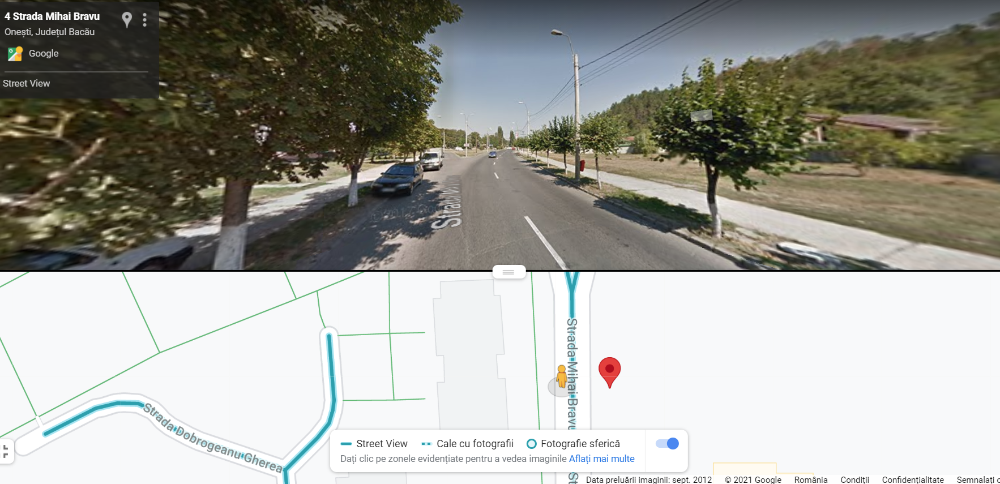 4 Strada Mihai Bravu
Onești, Județul Bacău
Google
Street View
Strada Mihai Bravu
Strada Dobrogeanu Gherea
Street View
Cale cu fotografii
Fotografie sferică
Dați clic pe zonele evidențiate pentru a vedea imaginile Aflați mai multe
Data preluării imaginii: sept. 2012
© 2021 Google
România
Condiții
Confidențialitate
Semnalați